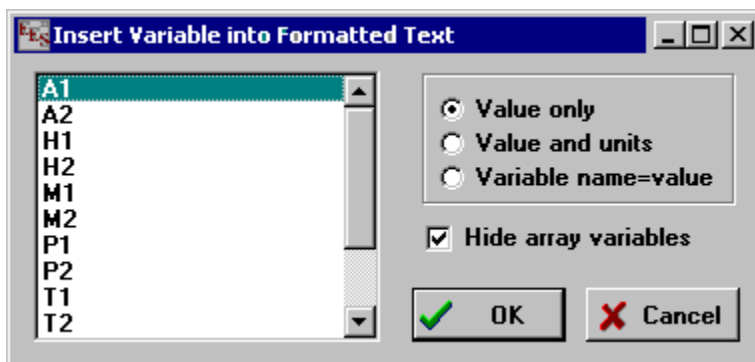 EES Insert Variable into Formatted Text
A1
A2
H1
H2
M1
M2
P1
P2
T1
T2
Value only
Value and units
Variable name=value
Hide array variables
OK
Cancel